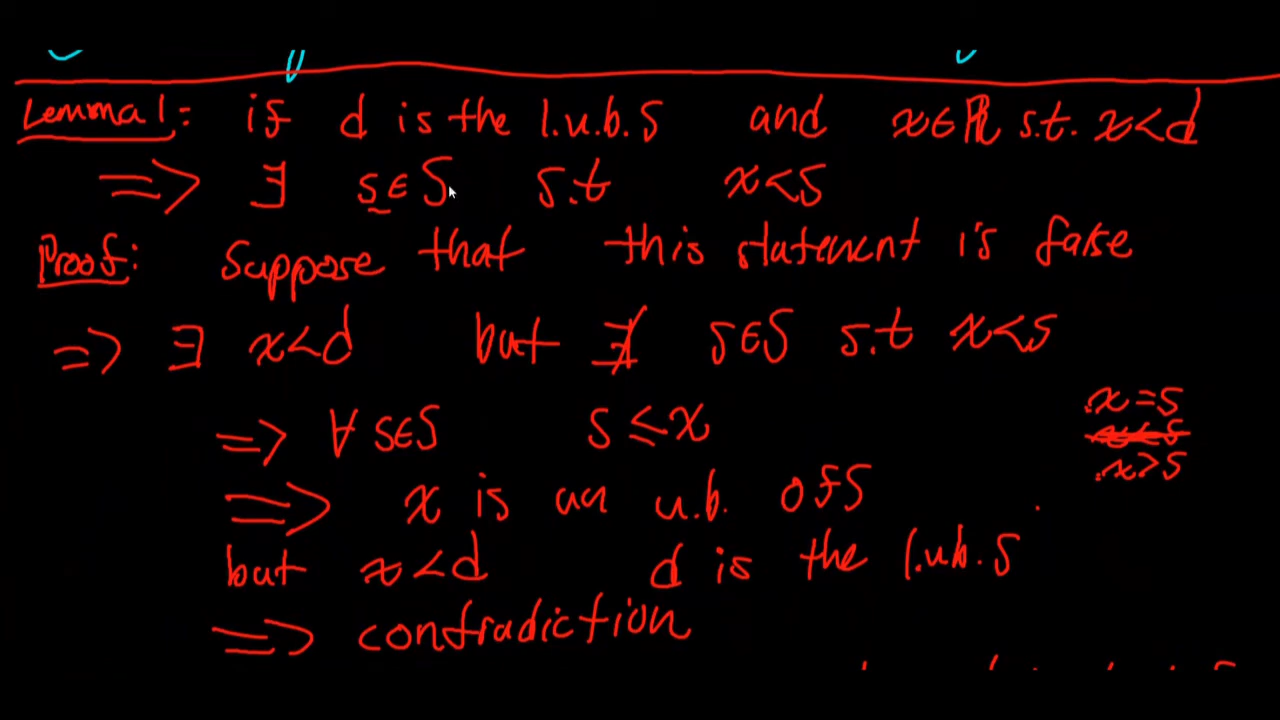 Lemma 1: if d is the l.u.b. S and x∈ℝ s.t. x<d
⟹ ∃ s∈S s.t x<s
Proof: Suppose that this statement is false
⟹ ∃ x<d but ∄ s∈S s.t x<s
⟹ ∀ s∈S s≤x
x=s
x>s
⟹ x is an u.b. of S
but x<d d is the l.u.b. S
⟹ contradiction